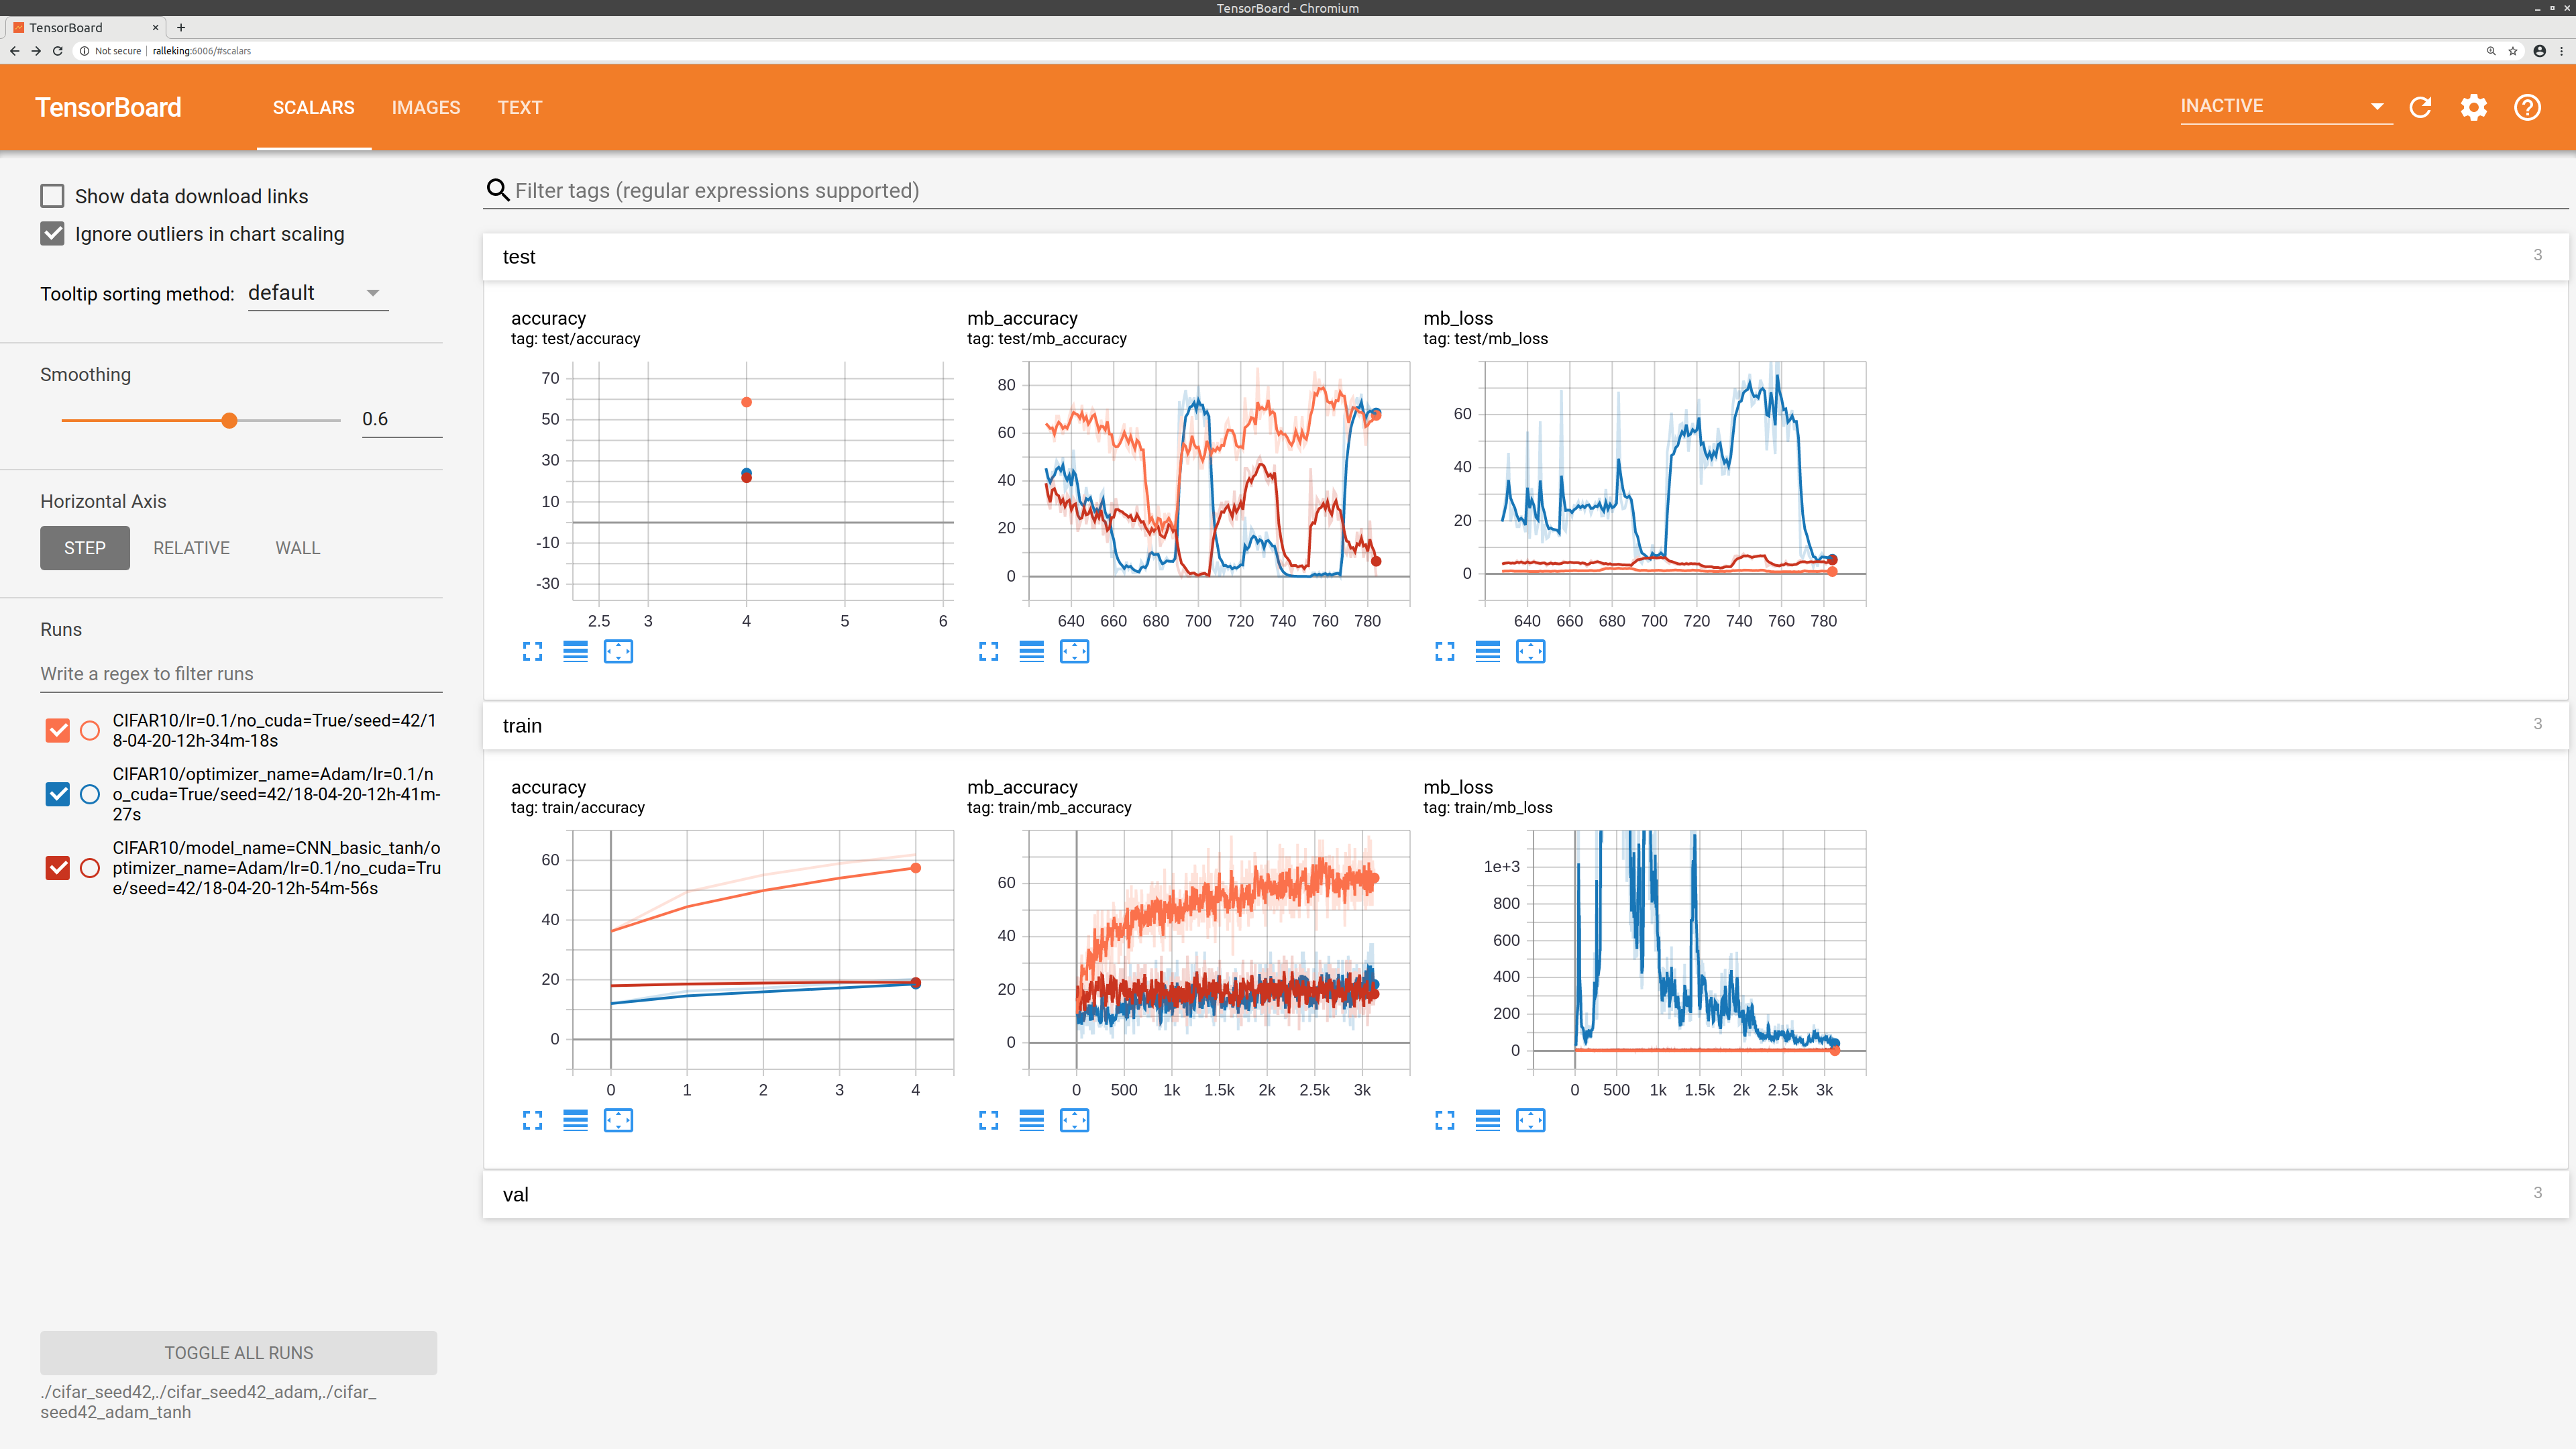 TensorBoard - Chromium
TensorBoard
Not secure
ralleking:6006/#scalars
TensorBoard
SCALARS
IMAGES
TEXT
INACTIVE
Show data download links
Ignore outliers in chart scaling
Tooltip sorting method: default
Smoothing
0.6
Horizontal Axis
STEP
RELATIVE
WALL
Runs
Write a regex to filter runs
CIFAR10/lr=0.1/no_cuda=True/seed=42/1
8-04-20-12h-34m-18s
CIFAR10/optimizer_name=Adam/lr=0.1/n
o_cuda=True/seed=42/18-04-20-12h-41m-
27s
CIFAR10/model_name=CNN_basic_tanh/o
ptimizer_name=Adam/lr=0.1/no_cuda=Tru
e/seed=42/18-04-20-12h-54m-56s
TOGGLE ALL RUNS
./cifar_seed42,./cifar_seed42_adam,./cifar_
seed42_adam_tanh
Filter tags (regular expressions supported)
test
3
accuracy
tag: test/accuracy
70
50
30
10
-10
-30
2.5 3 4 5 6
mb_accuracy
tag: test/mb_accuracy
80
60
40
20
0
640 660 680 700 720 740 760 780
mb_loss
tag: test/mb_loss
60
40
20
0
640 660 680 700 720 740 760 780
train
3
accuracy
tag: train/accuracy
60
40
20
0
0 1 2 3 4
mb_accuracy
tag: train/mb_accuracy
60
40
20
0
0 500 1k 1.5k 2k 2.5k 3k
mb_loss
tag: train/mb_loss
1e+3
800
600
400
200
0
0 500 1k 1.5k 2k 2.5k 3k
val
3